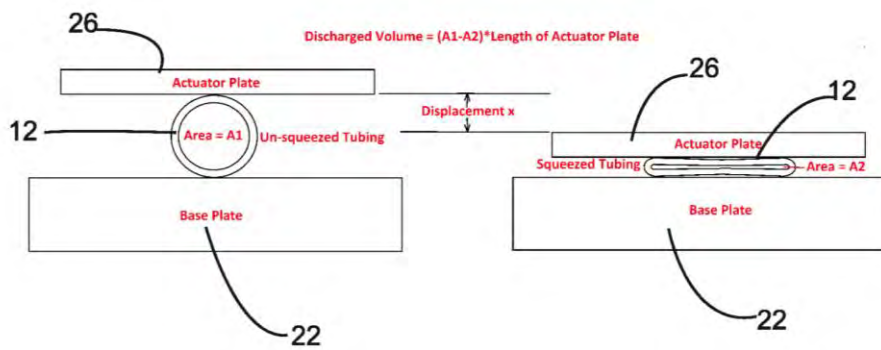 Discharged Volume = (A1-A2)*Length of Actuator Plate
26
Actuator Plate
12
Area = A1
Un-squeezed Tubing
Base Plate
22
Displacement x
26
12
Actuator Plate
Squeezed Tubing
Area = A2
Base Plate
22